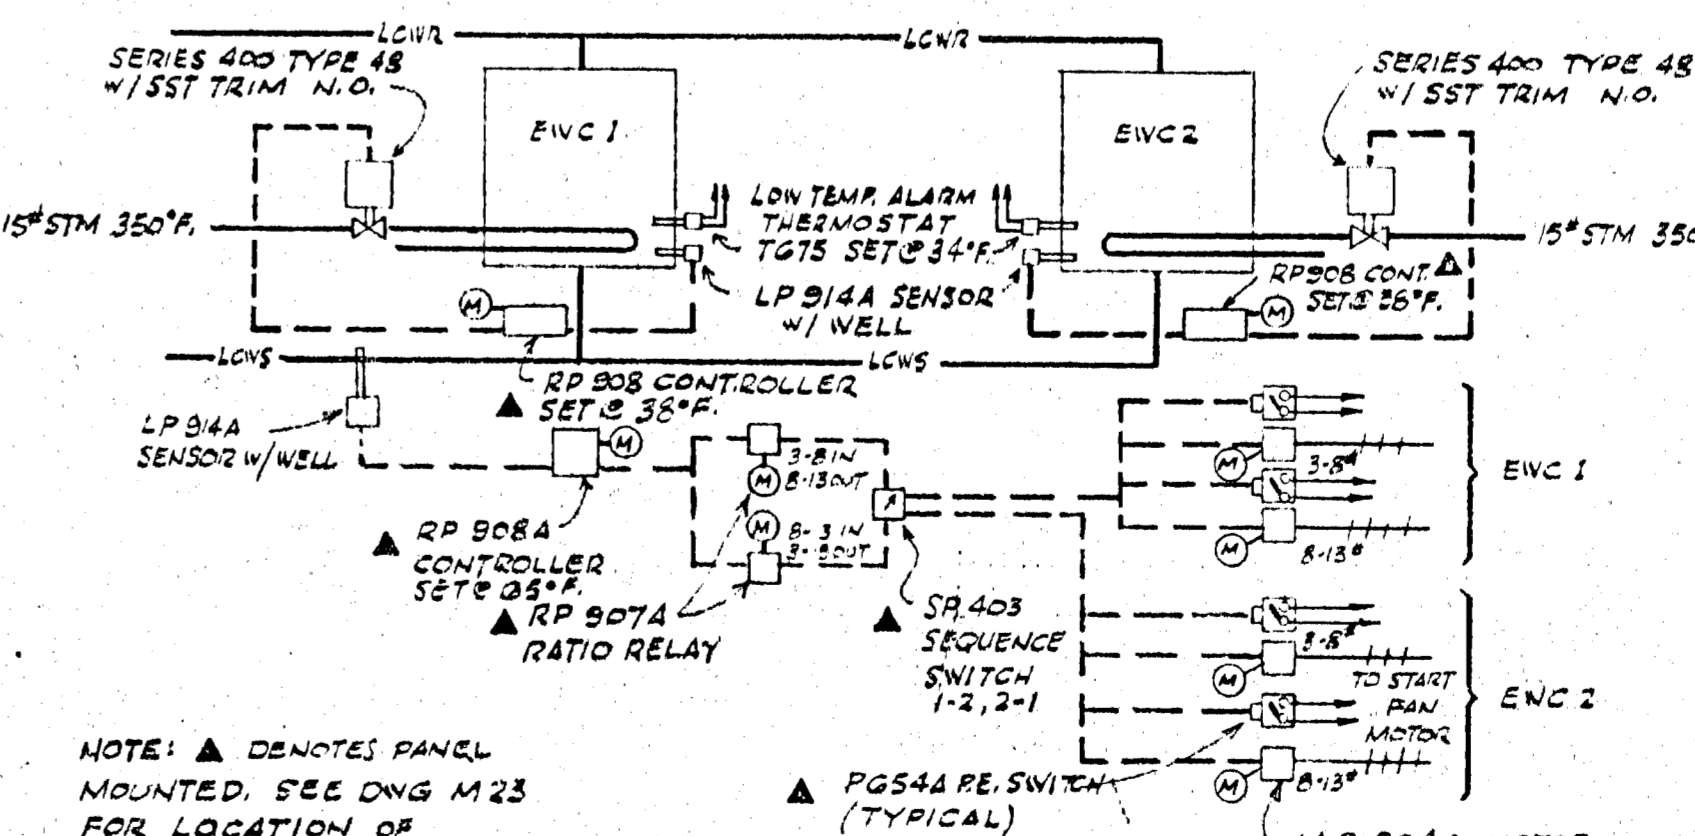 LCWR
LCWR
SERIES 400 TYPE 48
W/SST TRIM N.O.
SERIES 400 TYPE 48
W/ SST TRIM N.O.
EWC 1
EWC 2
15# STM 350°F.
LOW TEMP. ALARM
THERMOSTAT
TG75 SET @ 34°F.
15# STM 350
LP 914A SENSOR
W/ WELL
RP908 CONT.
M
M
LCWS
LCWS
RP 908 CONTROLLER
SET @ 38°F.
LP 914A
SENSOR W/WELL
M
3-8 IN
8-13 OUT
M
M
8-3 IN
RP 908A
CONTROLLER
RP 907A
RATIO RELAY
SP 403
SEQUENCE
SWITCH
1-2, 2-1
M
3-8#
M
8-13#
EWC 1
3-8#
M
TO START
FAN
MOTOR
M
8-13#
EWC 2
NOTE: ▲ DENOTES PANEL
MOUNTED. SEE DWG M23
FOR LOCATION OF
PG54A P.E. SWITCH
(TYPICAL)